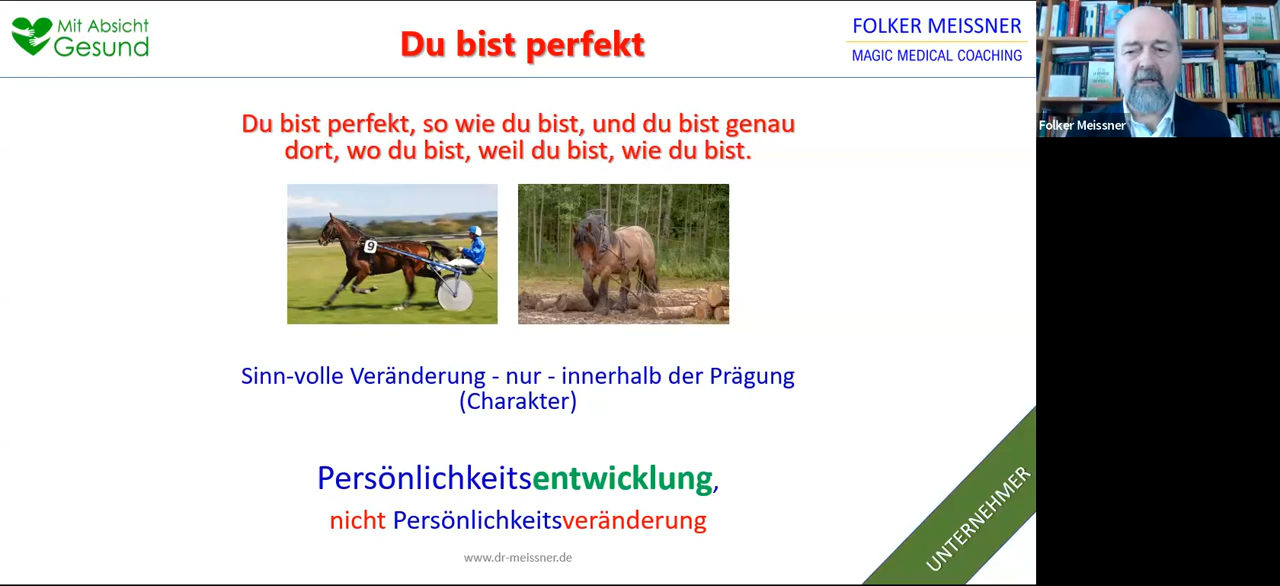 Mit Absicht
Gesund
Du bist perfekt
FOLKER MEISSNER
MAGIC MEDICAL COACHING
Folker Meissner
Du bist perfekt, so wie du bist, und du bist genau
dort, wo du bist, weil du bist, wie du bist.
9
Sinn-volle Veränderung - nur - innerhalb der Prägung
(Charakter)
Persönlichkeitsentwicklung,
nicht Persönlichkeitsveränderung
www.dr-meissner.de
UNTERNEHMER